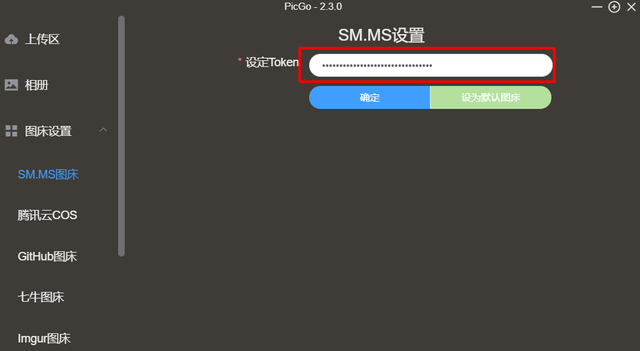 PicGo - 2.3.0
上传区
相册
图床设置
SM.MS图床
腾讯云COS
GitHub图床
七牛图床
Imgur图床
SM.MS设置
* 设定Token
确定
设为默认图床